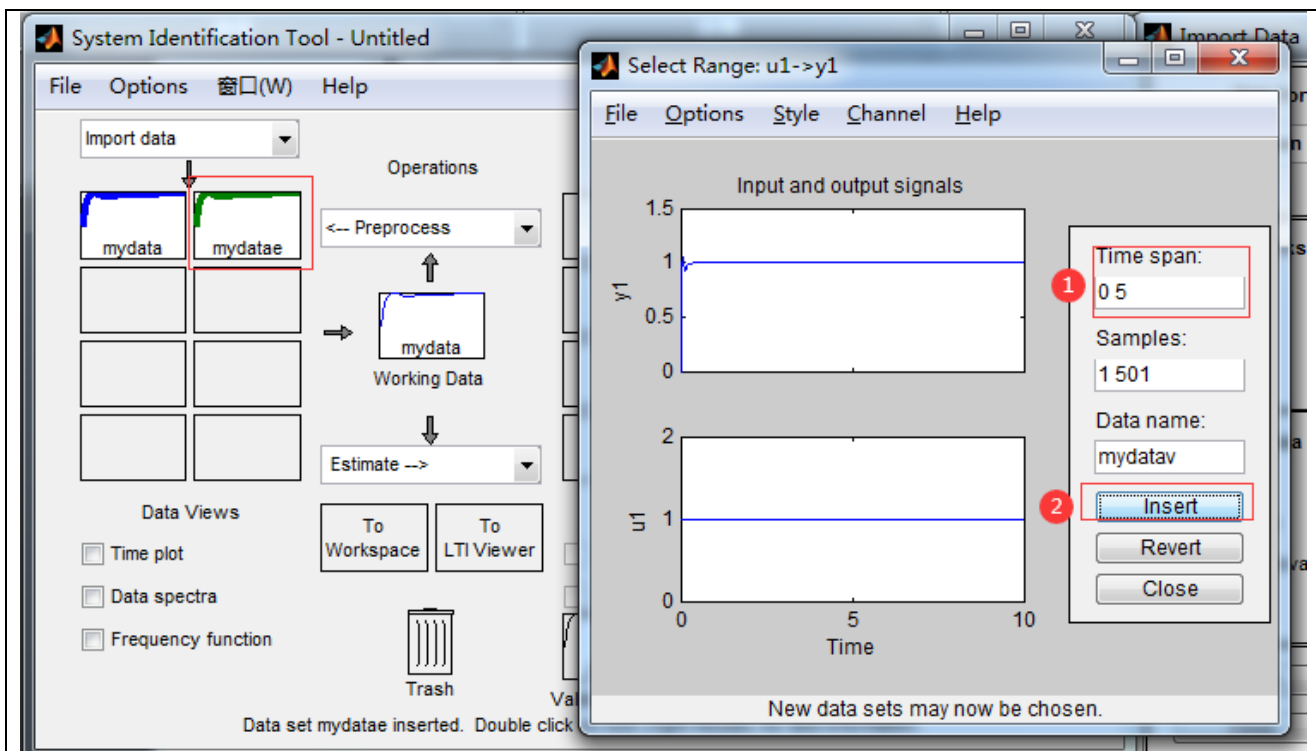 System Identification Tool - Untitled
File Options 窗口(W) Help
Import data
Operations
mydata
mydatae
<-- Preprocess
mydata
Working Data
Estimate -->
Data Views
Time plot
Data spectra
Frequency function
To Workspace
To LTI Viewer
Trash
Data set mydatae inserted. Double click
Import Data
Select Range: u1->y1
File Options Style Channel Help
Input and output signals
1.5
1
0.5
0
y1
2
1
0
u1
0 5 10
Time
Time span:
1
0 5
Samples:
1 501
Data name:
mydatav
2
Insert
Revert
Close
New data sets may now be chosen.